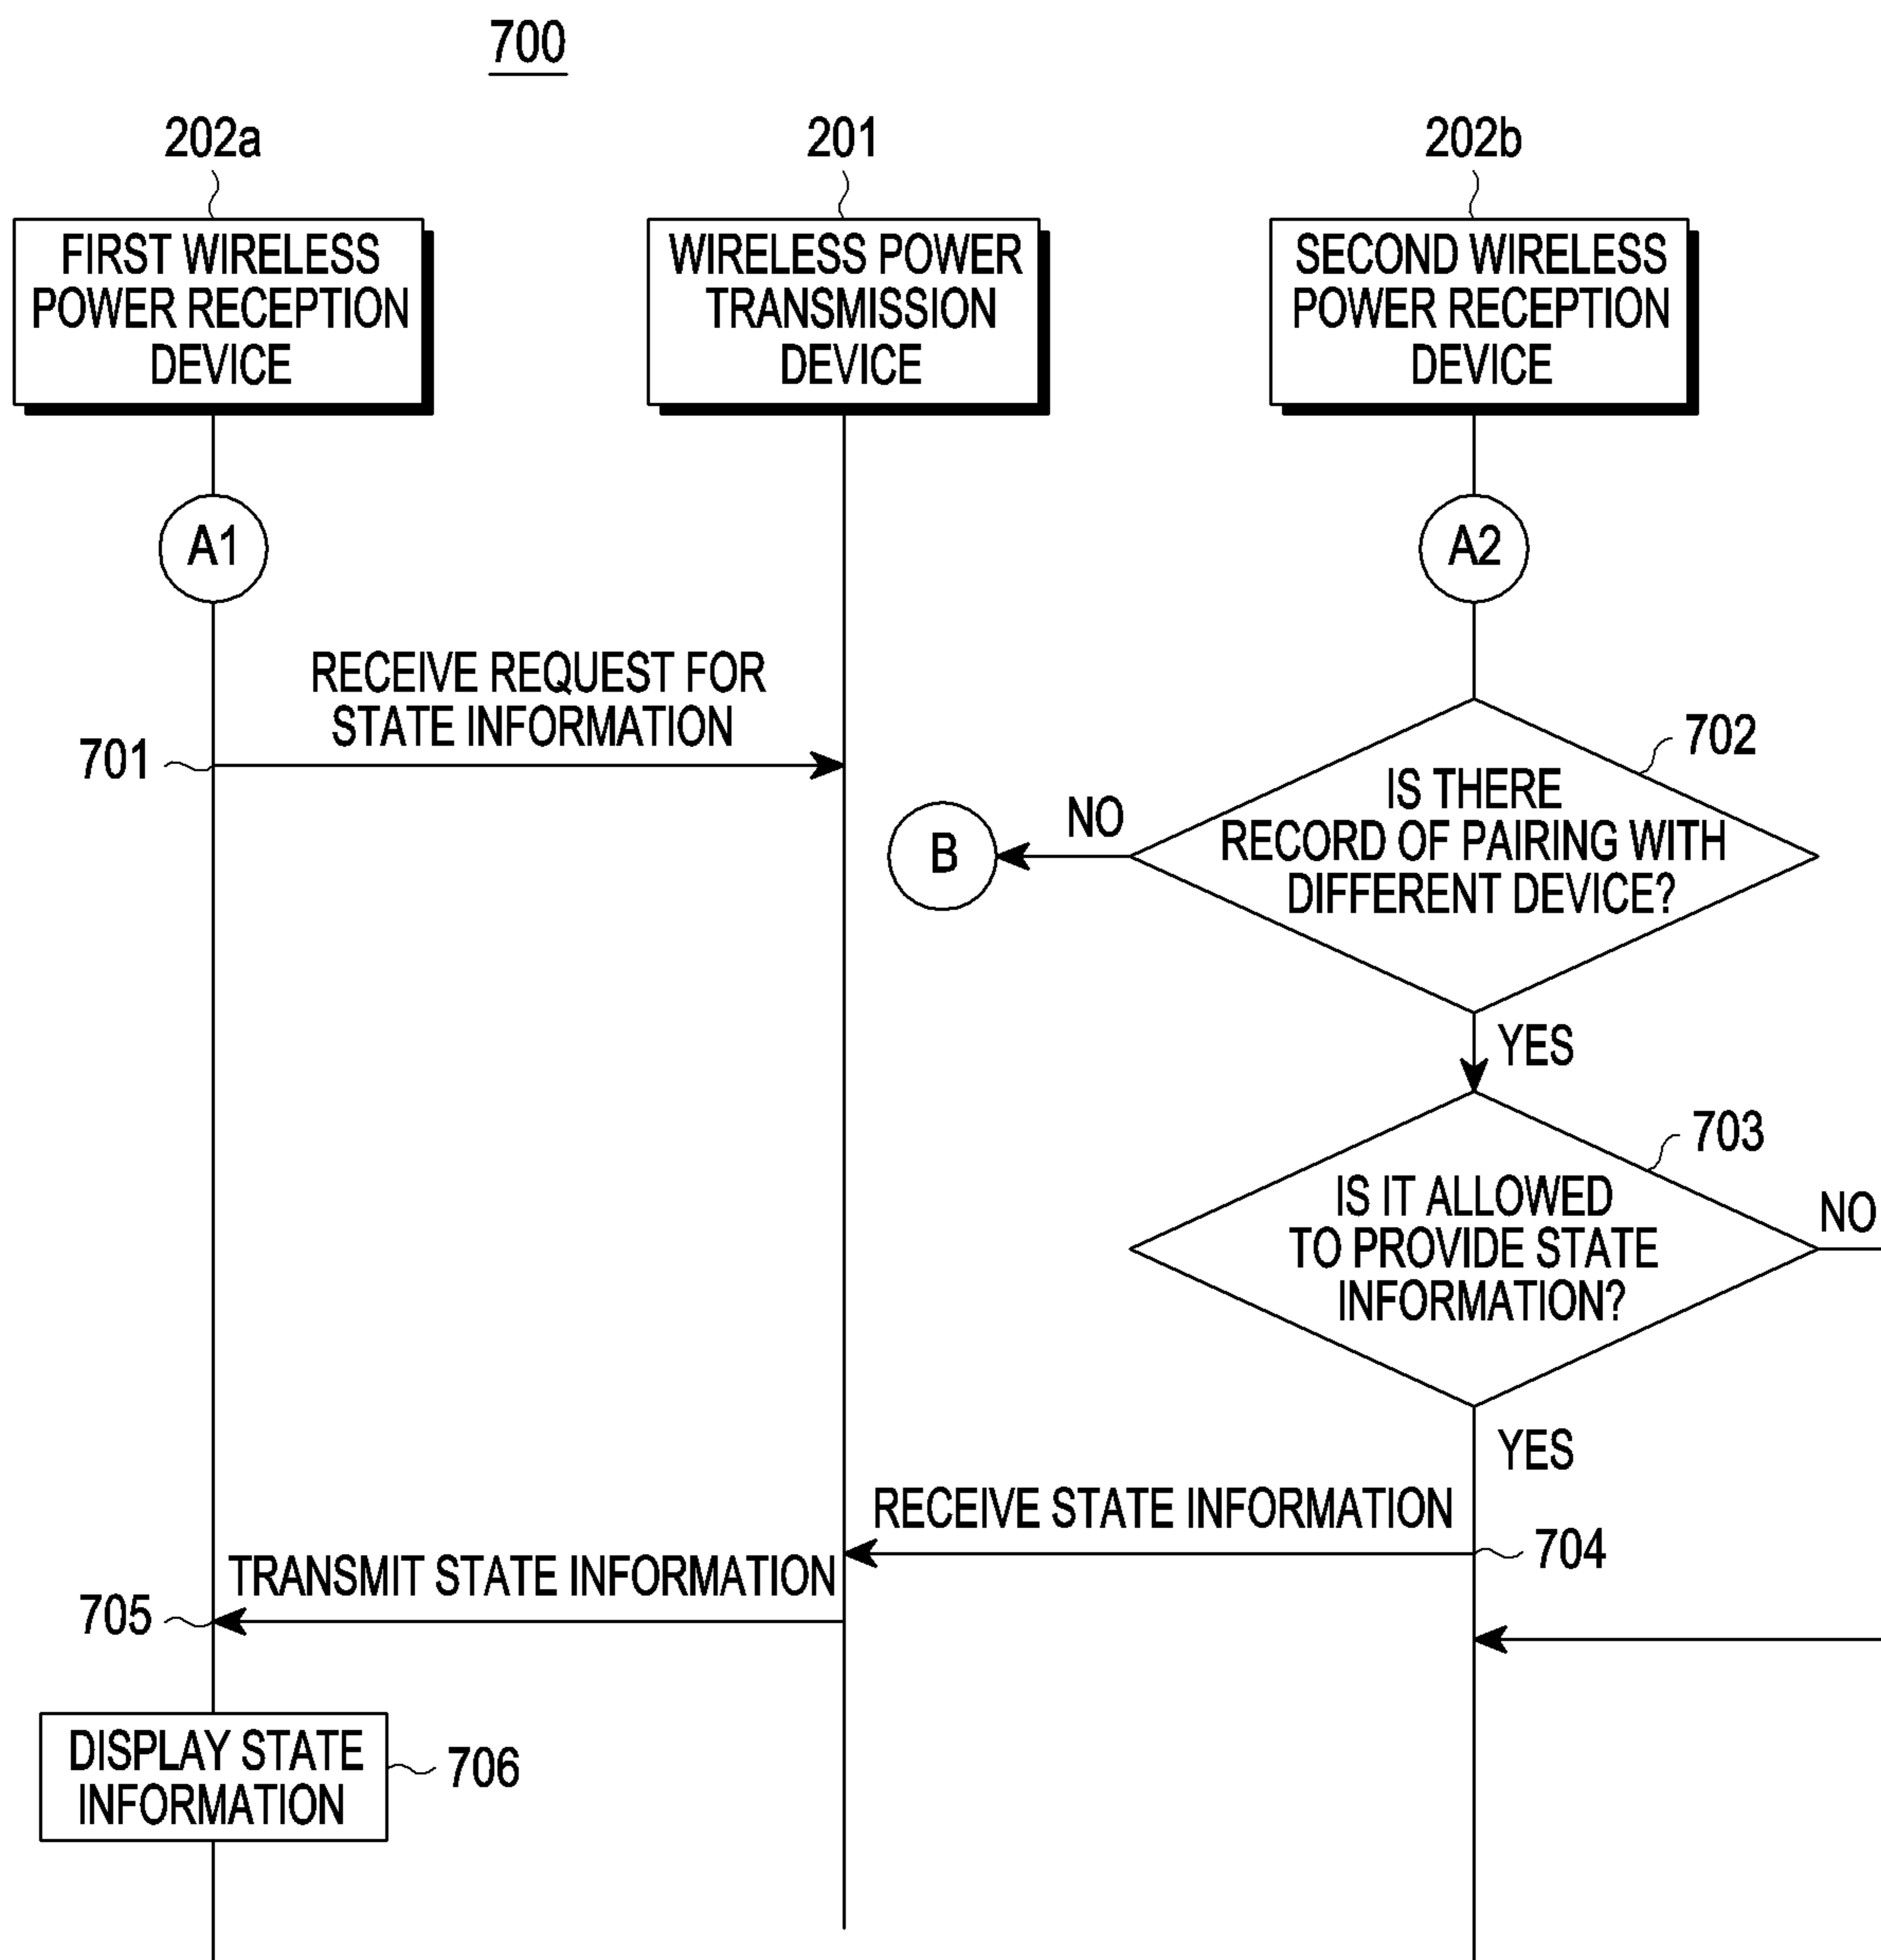 700
202a
201
202b
FIRST WIRELESS
POWER RECEPTION
DEVICE
WIRELESS POWER
TRANSMISSION
DEVICE
SECOND WIRELESS
POWER RECEPTION
DEVICE
A1
A2
RECEIVE REQUEST FOR
STATE INFORMATION
701
702
IS THERE
RECORD OF PAIRING WITH
DIFFERENT DEVICE?
NO
B
YES
703
IS IT ALLOWED
TO PROVIDE STATE
INFORMATION?
NO
YES
RECEIVE STATE INFORMATION
704
TRANSMIT STATE INFORMATION
705
DISPLAY STATE
INFORMATION
706